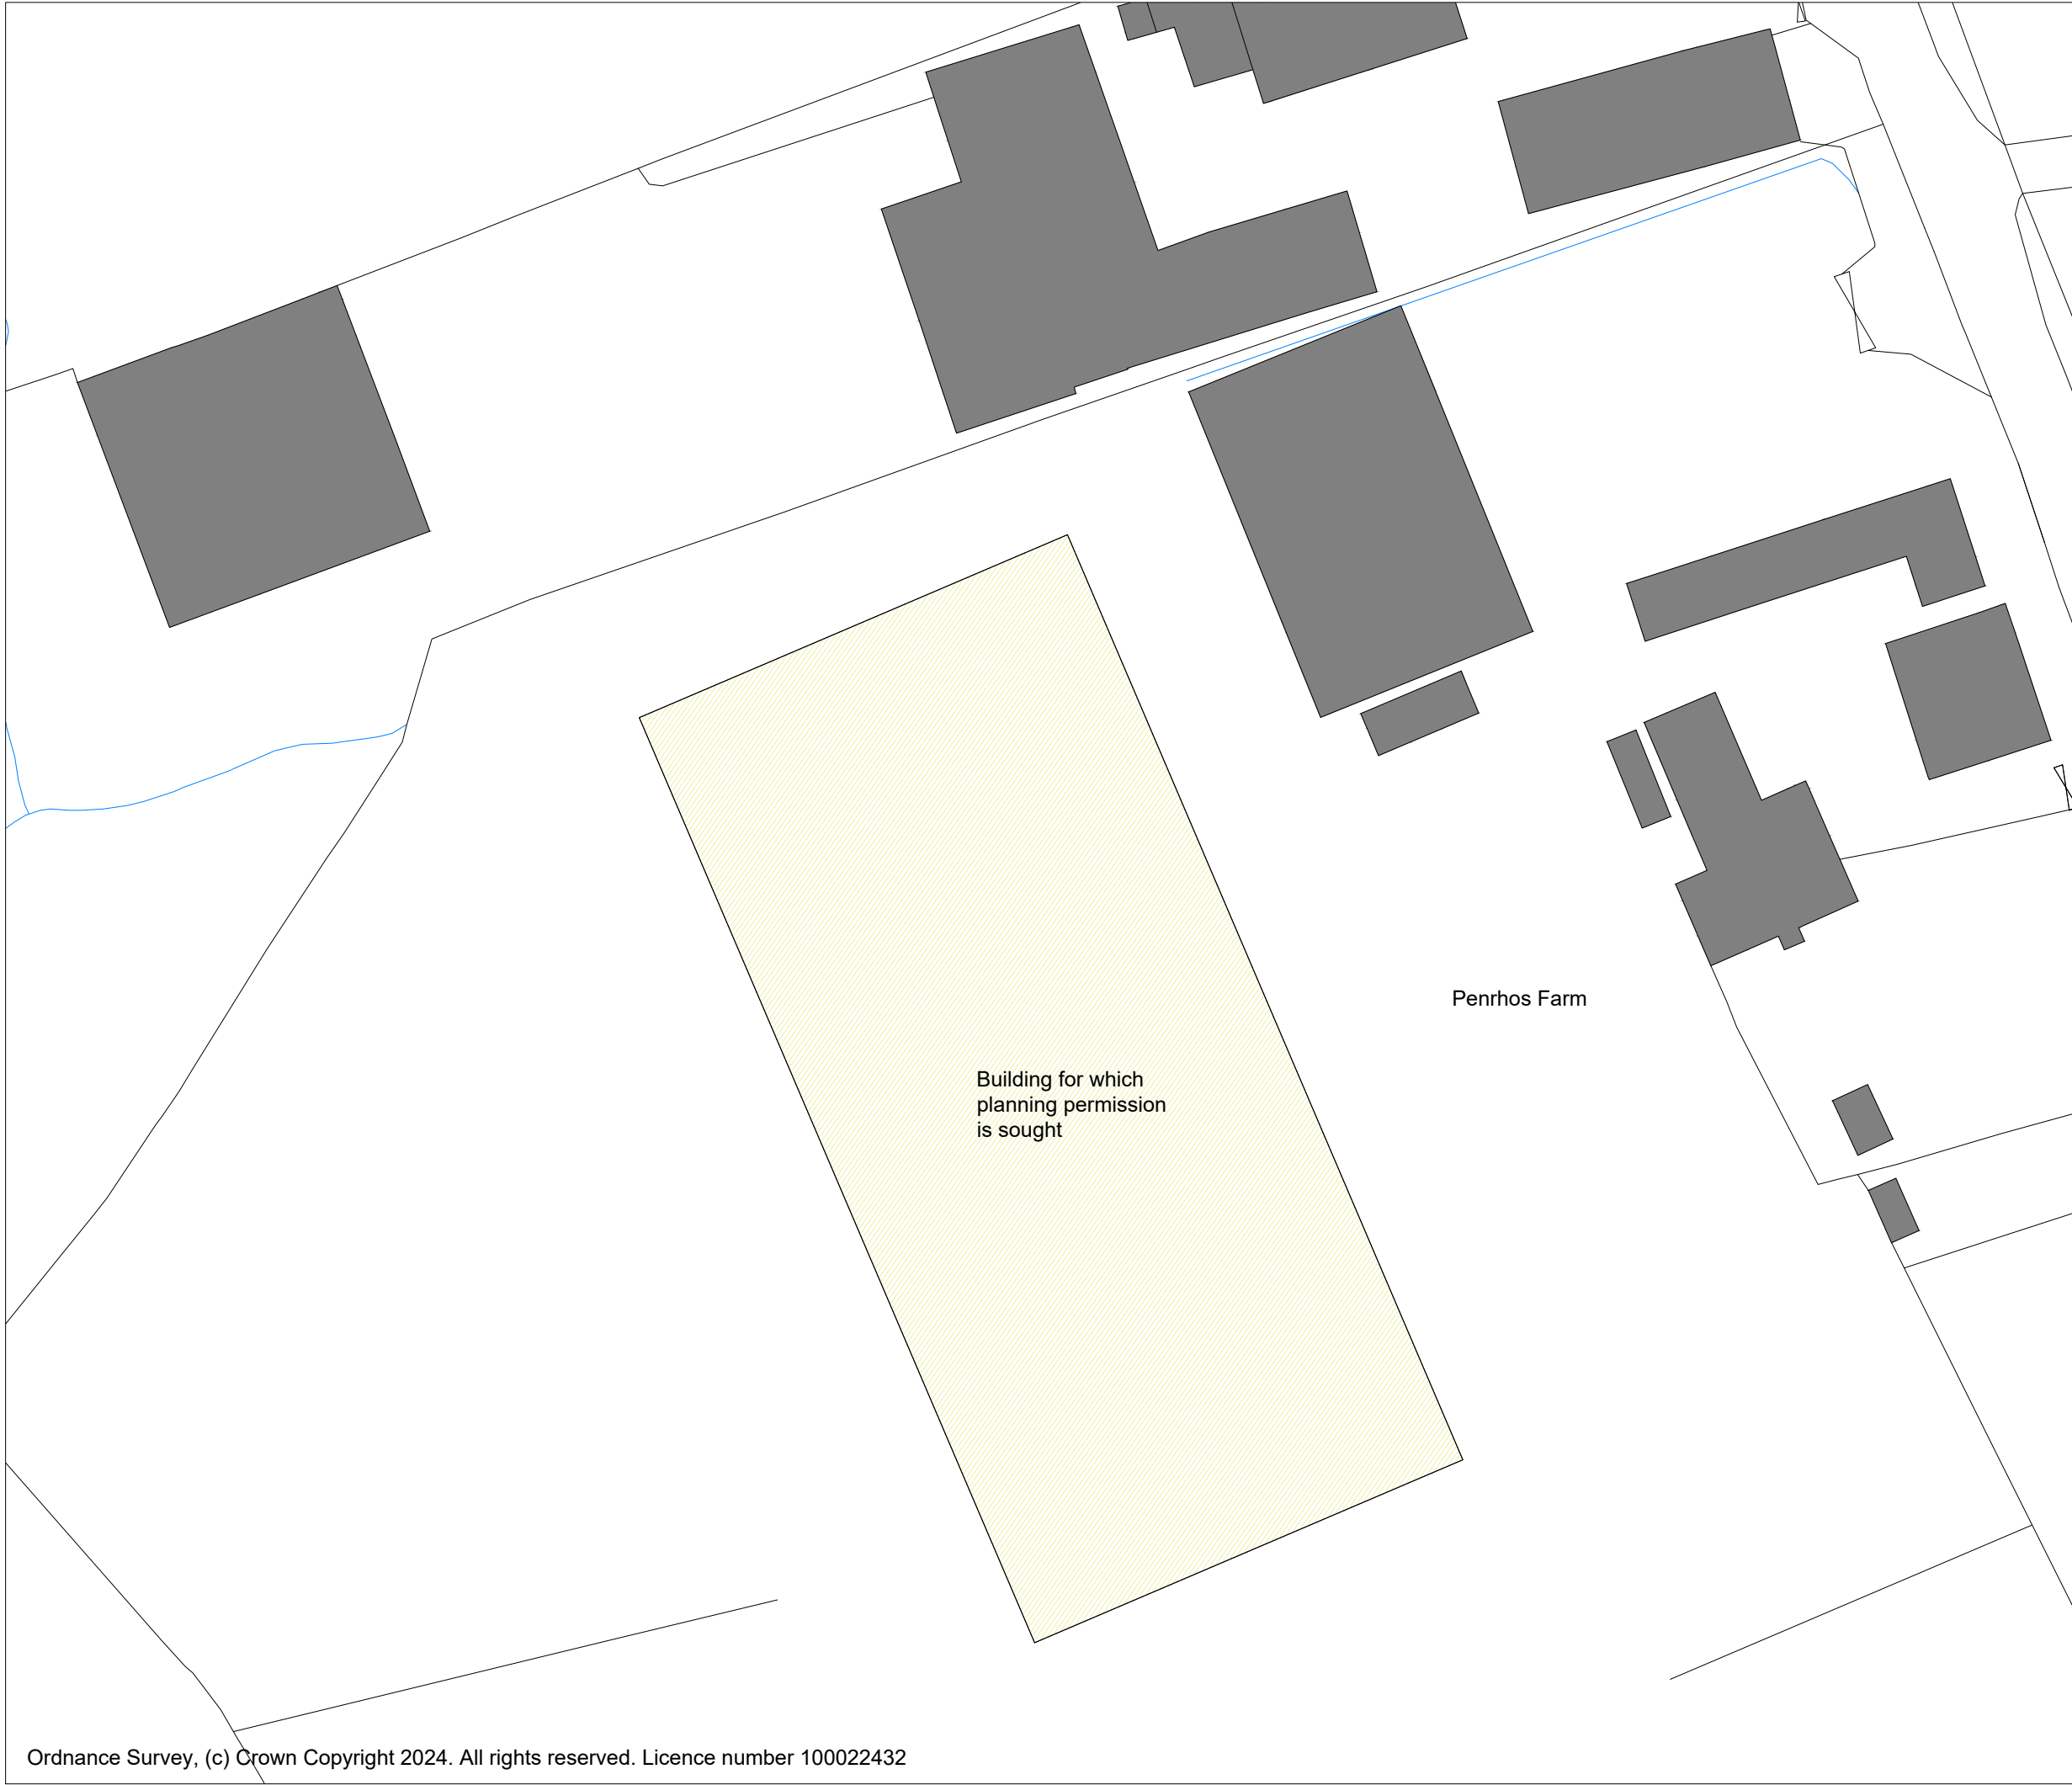 Penrhos Farm
Building for which
planning permission
is sought
Ordnance Survey, (c) Crown Copyright 2024. All rights reserved. Licence number 100022432